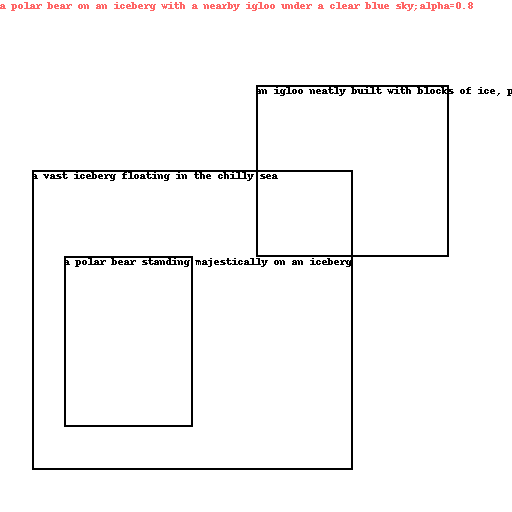 a polar bear on an iceberg with a nearby igloo under a clear blue sky;alpha=0.8
an igloo neatly built with blocks of ice, p
a vast iceberg floating in the chilly sea
a polar bear standing majestically on an iceberg